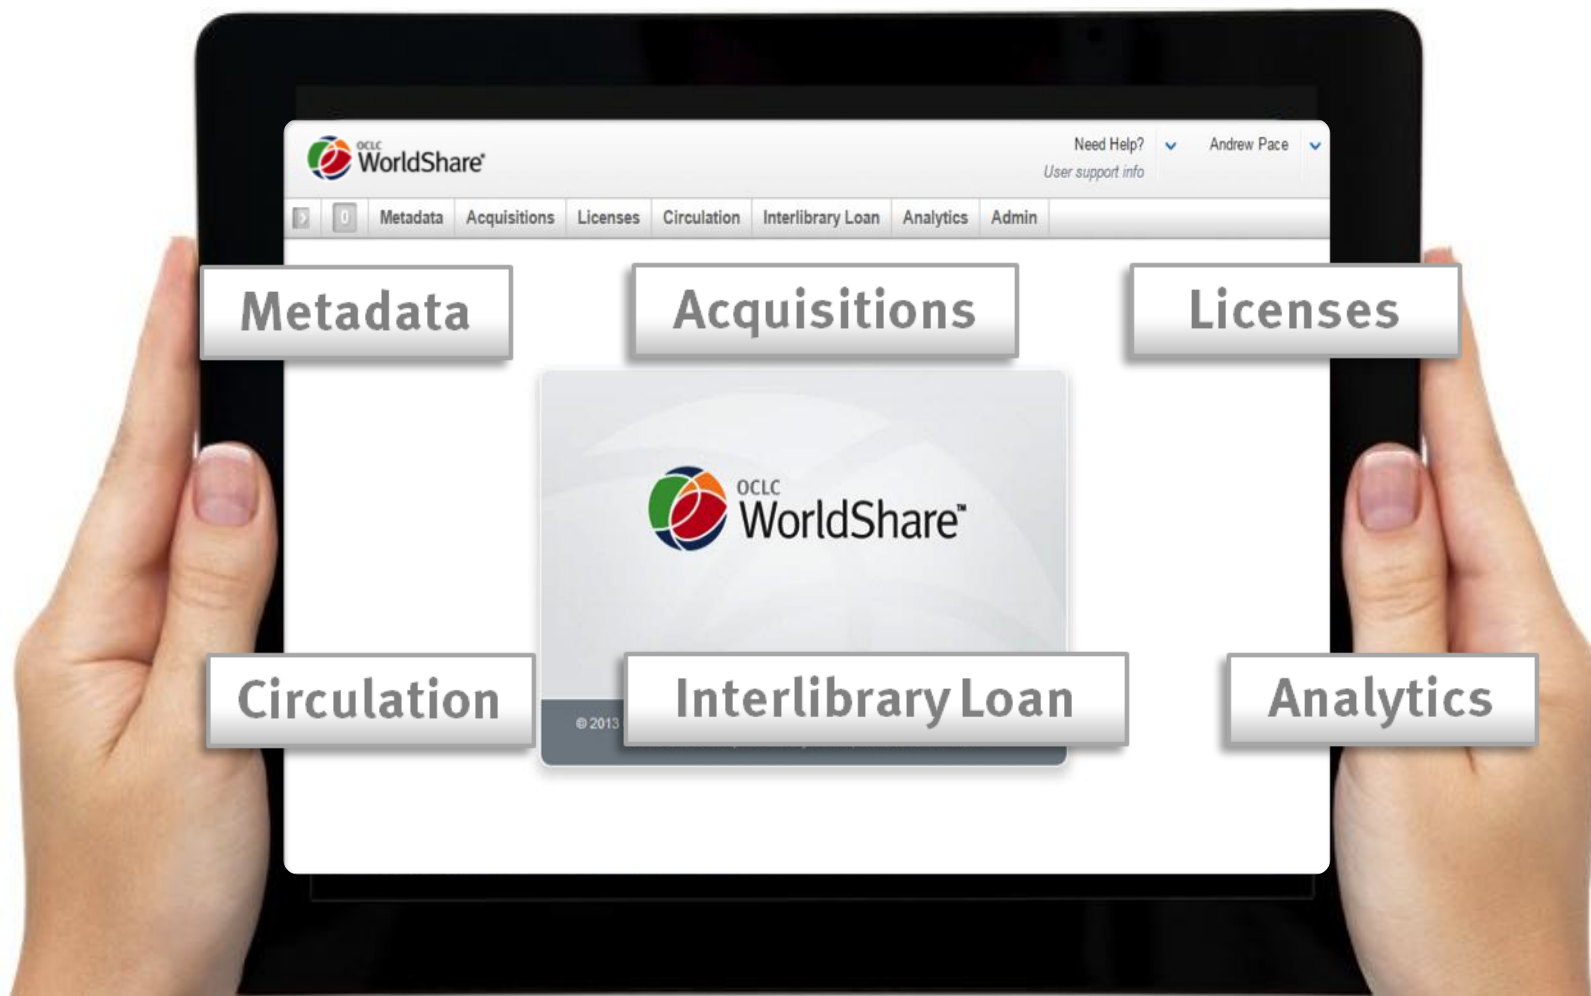 OCLC
WorldShare®
Need Help?
Andrew Pace
User support info
0
Metadata
Acquisitions
Licenses
Circulation
Interlibrary Loan
Analytics
Admin
Metadata
Acquisitions
Licenses
OCLC
WorldShare™
Circulation
Interlibrary Loan
Analytics
© 2013